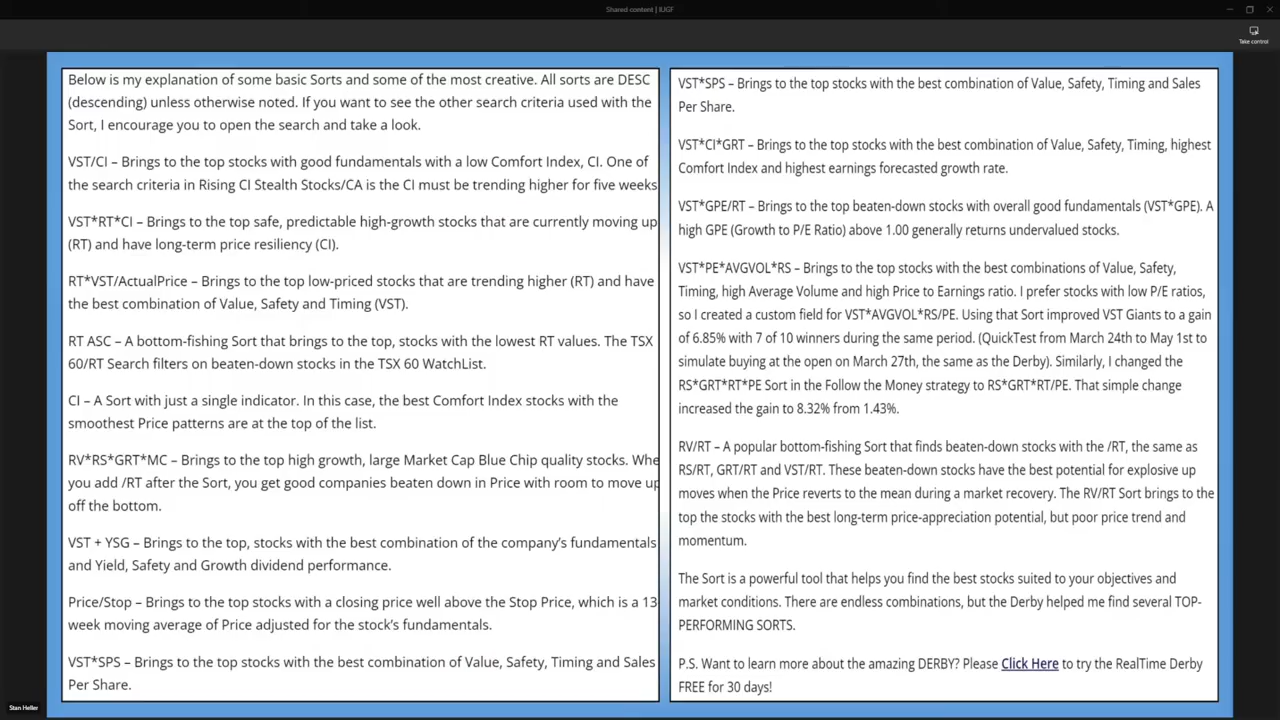 Shared content | IUGF
Take control
Below is my explanation of some basic Sorts and some of the most creative. All sorts are DESC
(descending) unless otherwise noted. If you want to see the other search criteria used with the
Sort, I encourage you to open the search and take a look.
VST/CI – Brings to the top stocks with good fundamentals with a low Comfort Index, CI. One of
the search criteria in Rising CI Stealth Stocks/CA is the CI must be trending higher for five weeks
VST*RT*CI – Brings to the top safe, predictable high-growth stocks that are currently moving up
(RT) and have long-term price resiliency (CI).
RT*VST/ActualPrice – Brings to the top low-priced stocks that are trending higher (RT) and have
the best combination of Value, Safety and Timing (VST).
RT ASC – A bottom-fishing Sort that brings to the top, stocks with the lowest RT values. The TSX
60/RT Search filters on beaten-down stocks in the TSX 60 WatchList.
CI – A Sort with just a single indicator. In this case, the best Comfort Index stocks with the
smoothest Price patterns are at the top of the list.
RV*RS*GRT*MC – Brings to the top high growth, large Market Cap Blue Chip quality stocks. Whe
you add /RT after the Sort, you get good companies beaten down in Price with room to move up
off the bottom.
VST + YSG – Brings to the top, stocks with the best combination of the company's fundamentals
and Yield, Safety and Growth dividend performance.
Price/Stop – Brings to the top stocks with a closing price well above the Stop Price, which is a 13-
week moving average of Price adjusted for the stock's fundamentals.
VST*SPS – Brings to the top stocks with the best combination of Value, Safety, Timing and Sales
Per Share.
VST*SPS – Brings to the top stocks with the best combination of Value, Safety, Timing and Sales
Per Share.
VST*CI*GRT – Brings to the top stocks with the best combination of Value, Safety, Timing, highest
Comfort Index and highest earnings forecasted growth rate.
VST*GPE/RT – Brings to the top beaten-down stocks with overall good fundamentals (VST*GPE). A
high GPE (Growth to P/E Ratio) above 1.00 generally returns undervalued stocks.
VST*PE*AVGVOL*RS – Brings to the top stocks with the best combinations of Value, Safety,
Timing, high Average Volume and high Price to Earnings ratio. I prefer stocks with low P/E ratios,
so I created a custom field for VST*AVGVOL*RS/PE. Using that Sort improved VST Giants to a gain
of 6.85% with 7 of 10 winners during the same period. (QuickTest from March 24th to May 1st to
simulate buying at the open on March 27th, the same as the Derby). Similarly, I changed the
RS*GRT*RT*PE Sort in the Follow the Money strategy to RS*GRT*RT/PE. That simple change
increased the gain to 8.32% from 1.43%.
RV/RT – A popular bottom-fishing Sort that finds beaten-down stocks with the /RT, the same as
RS/RT, GRT/RT and VST/RT. These beaten-down stocks have the best potential for explosive up
moves when the Price reverts to the mean during a market recovery. The RV/RT Sort brings to the
top the stocks with the best long-term price-appreciation potential, but poor price trend and
momentum.
The Sort is a powerful tool that helps you find the best stocks suited to your objectives and
market conditions. There are endless combinations, but the Derby helped me find several TOP-
PERFORMING SORTS.
P.S. Want to learn more about the amazing DERBY? Please Click Here to try the RealTime Derby
FREE for 30 days!
Stan Heller